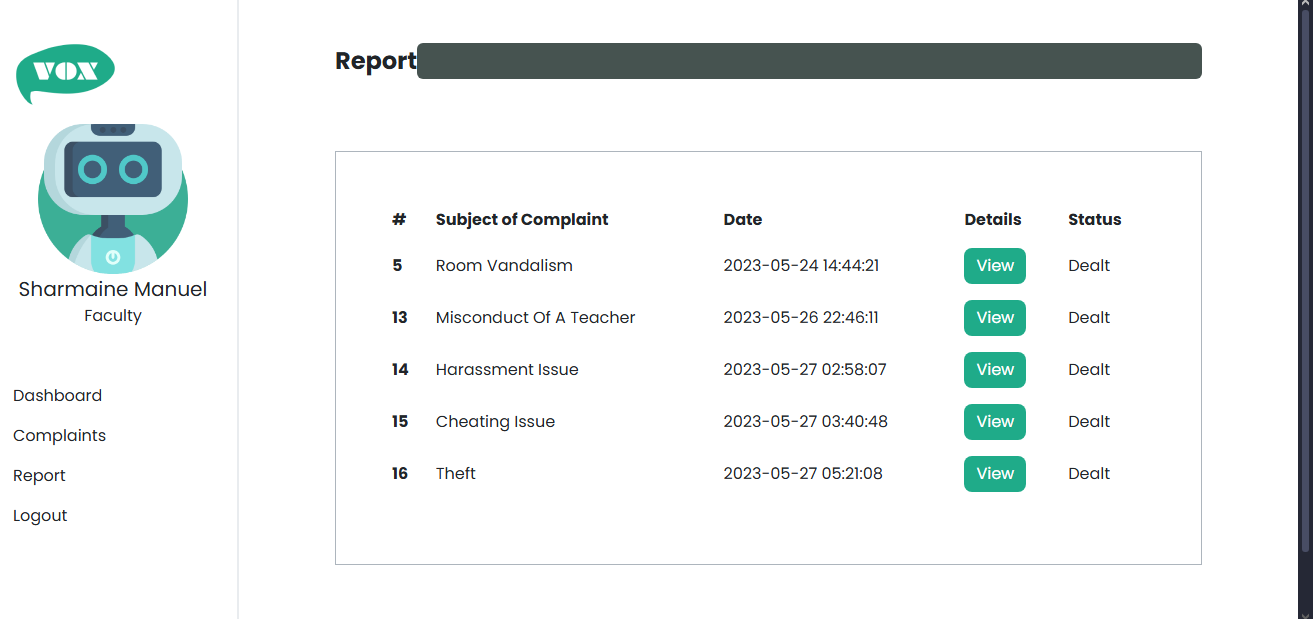 VOX
Sharmaine Manuel
Faculty
Dashboard
Complaints
Report
Logout
Report
# Subject of Complaint Date Details Status
5 Room Vandalism 2023-05-24 14:44:21 View Dealt
13 Misconduct Of A Teacher 2023-05-26 22:46:11 View Dealt
14 Harassment Issue 2023-05-27 02:58:07 View Dealt
15 Cheating Issue 2023-05-27 03:40:48 View Dealt
16 Theft 2023-05-27 05:21:08 View Dealt